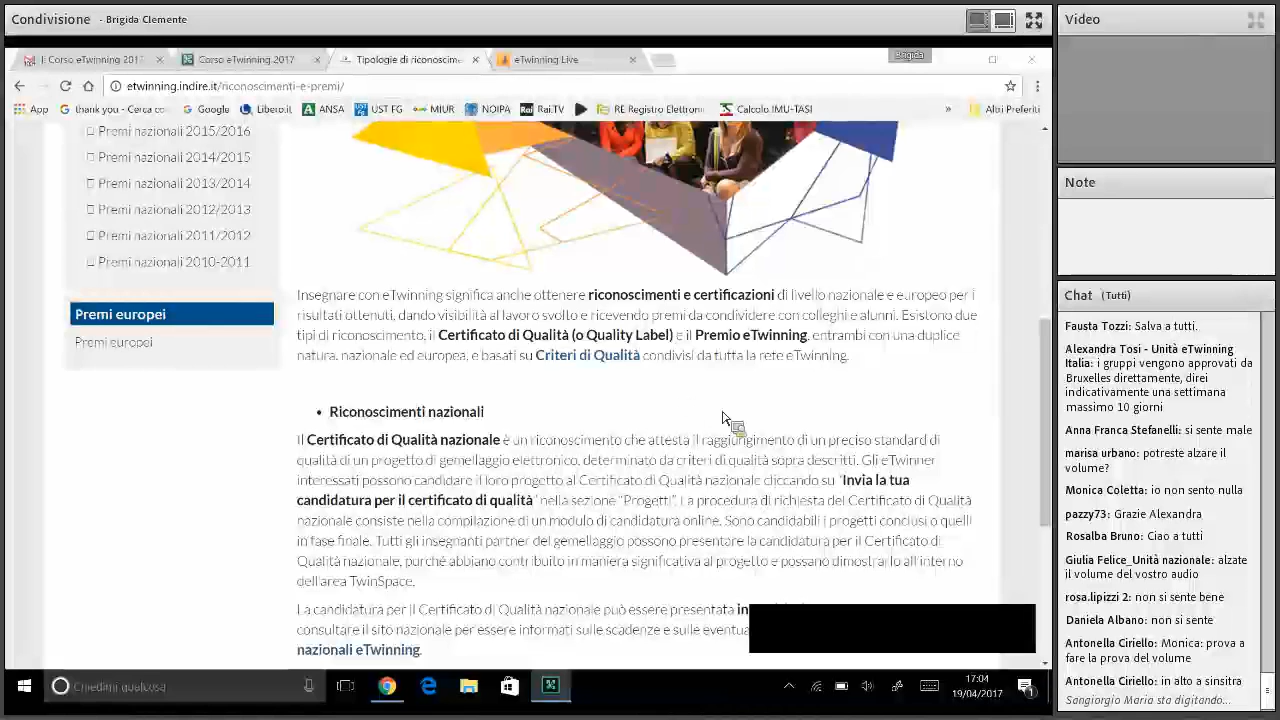 Condivisione - Brigida Clemente
Il Corso eTwinning 201
Corso eTwinning 2017
Tipologie di riconoscime
eTwinning Live
Brigida
etwinning.indire.it/riconoscimenti-e-premi/
App
thank you - Cerca co
Google
Libero.it
ANSA
UST FG
MIUR
NOIPA
Rai.TV
RE Registro Elettron
Calcolo IMU-TASI
»
Altri Preferiti
Premi nazionali 2015/2016
Premi nazionali 2014/2015
Premi nazionali 2013/2014
Premi nazionali 2012/2013
Premi nazionali 2011/2012
Premi nazionali 2010-2011
Premi europei
Premi europei
Insegnare con eTwinning significa anche ottenere riconoscimenti e certificazioni di livello nazionale e europeo per i
risultati ottenuti, dando visibilità al lavoro svolto e ricevendo premi da condividere con colleghi e alunni. Esistono due
tipi di riconoscimento, il Certificato di Qualità (o Quality Label) e il Premio eTwinning, entrambi con una duplice
natura, nazionale ed europea, e basati su Criteri di Qualità condivisi da tutta la rete eTwinning.
• Riconoscimenti nazionali
Il Certificato di Qualità nazionale è un riconoscimento che attesta il raggiungimento di un preciso standard di
qualità di un progetto di gemellaggio elettronico, determinato da criteri di qualità sopra descritti. Gli eTwinner
interessati possono candidare il loro progetto al Certificato di Qualità nazionale cliccando su "Invia la tua
candidatura per il certificato di qualità" nella sezione "Progetti". La procedura di richiesta del Certificato di Qualità
nazionale consiste nella compilazione di un modulo di candidatura online. Sono candidabili i progetti conclusi o quelli
in fase finale. Tutti gli insegnanti partner del gemellaggio possono presentare la candidatura per il Certificato di
Qualità nazionale, purché abbiano contribuito in maniera significativa al progetto e possano dimostrarlo all'interno
dell'area TwinSpace.
La candidatura per il Certificato di Qualità nazionale può essere presentata in
consultare il sito nazionale per essere informati sulle scadenze e sulle eventua
nazionali eTwinning.
Chiedimi qualcosa
17:04
19/04/2017
1
Video
Note
Chat (Tutti)
Fausta Tozzi: Salva a tutti.
Alexandra Tosi - Unità eTwinning
Italia: i gruppi vengono approvati da
Bruxelles direttamente, direi
indicativamente una settimana
massimo 10 giorni
Anna Franca Stefanelli: si sente male
marisa urbano: potreste alzare il
volume?
Monica Coletta: io non sento nulla
pazzy73: Grazie Alexandra
Rosalba Bruno: Ciao a tutti
Giulia Felice_Unità nazionale: alzate
il volume del vostro audio
rosa.lipizzi 2: non si sente bene
Daniela Albano: non si sente
Antonella Ciriello: Monica: prova a
fare la prova del volume
Antonella Ciriello: in alto a sinsitra
Sangiorgio Maria sta digitando...